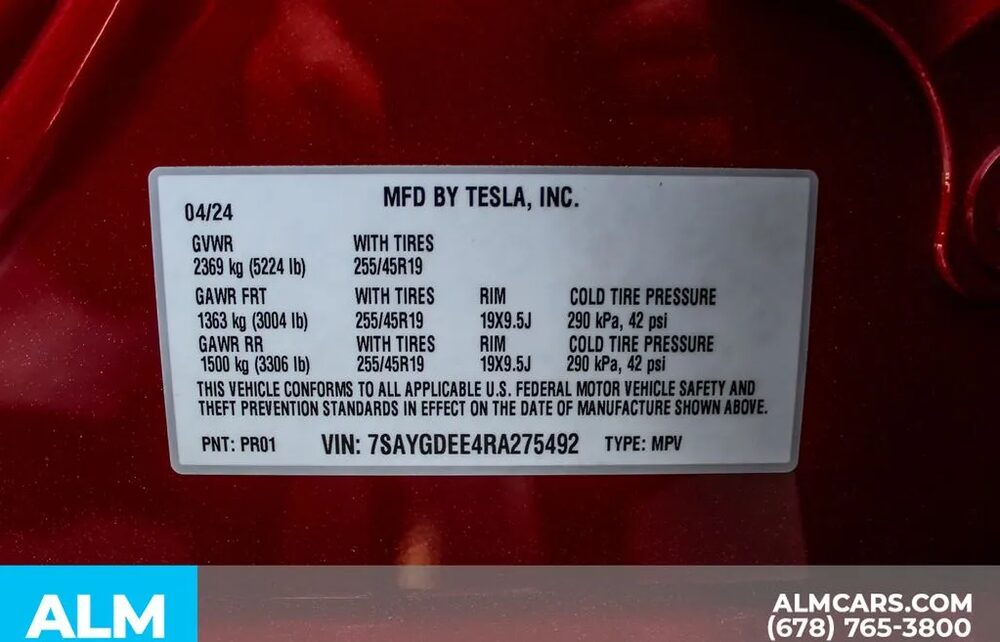 MFD BY TESLA, INC.
04/24
GVWR WITH TIRES
2369 kg (5224 lb) 255/45R19
GAWR FRT WITH TIRES RIM COLD TIRE PRESSURE
1363 kg (3004 lb) 255/45R19 19X9.5J 290 kPa, 42 psi
GAWR RR WITH TIRES RIM COLD TIRE PRESSURE
1500 kg (3306 lb) 255/45R19 19X9.5J 290 kPa, 42 psi
THIS VEHICLE CONFORMS TO ALL APPLICABLE U.S. FEDERAL MOTOR VEHICLE SAFETY AND
THEFT PREVENTION STANDARDS IN EFFECT ON THE DATE OF MANUFACTURE SHOWN ABOVE.
PNT: PR01 VIN: 7SAYGDEE4RA275492 TYPE: MPV
ALM
ALMCARS.COM
(678) 765-3800